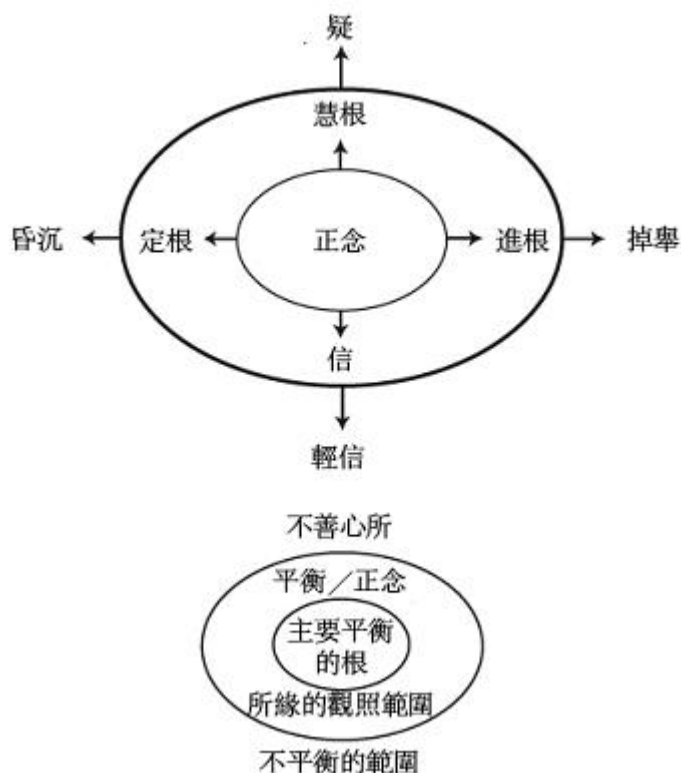 疑
慧根
昏沉 定根 正念 進根 掉舉
信
輕信
不善心所
平衡／正念
主要平衡
的根
所緣的觀照範圍
不平衡的範圍